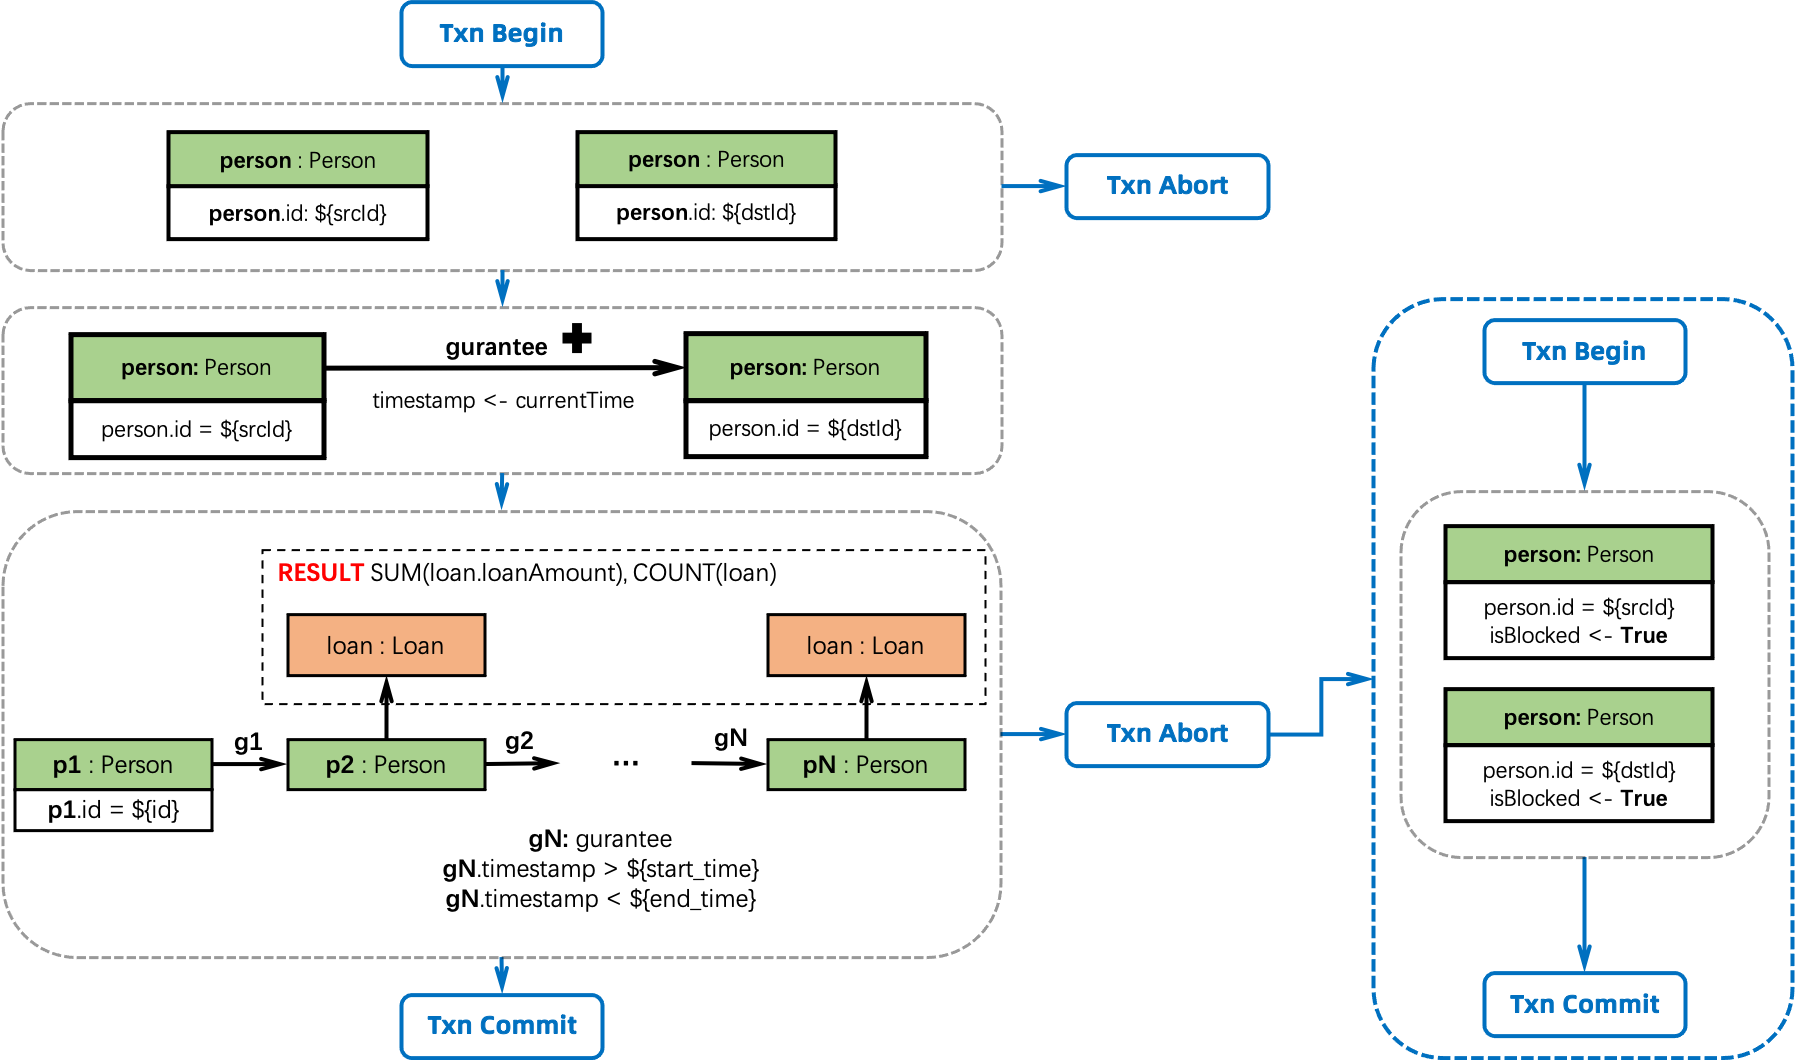 Txn Begin
person : Person
person.id: ${srcId}
person : Person
person.id: ${dstId}
Txn Abort
person: Person
person.id = ${srcId}
gurantee
timestamp <- currentTime
person: Person
person.id = ${dstId}
RESULT SUM(loan.loanAmount), COUNT(loan)
loan : Loan
loan : Loan
p1 : Person
p1.id = ${id}
g1
p2 : Person
g2
...
gN
pN : Person
gN: gurantee
gN.timestamp > ${start_time}
gN.timestamp < ${end_time}
Txn Commit
Txn Abort
Txn Begin
person: Person
person.id = ${srcId}
isBlocked <- True
person: Person
person.id = ${dstId}
isBlocked <- True
Txn Commit